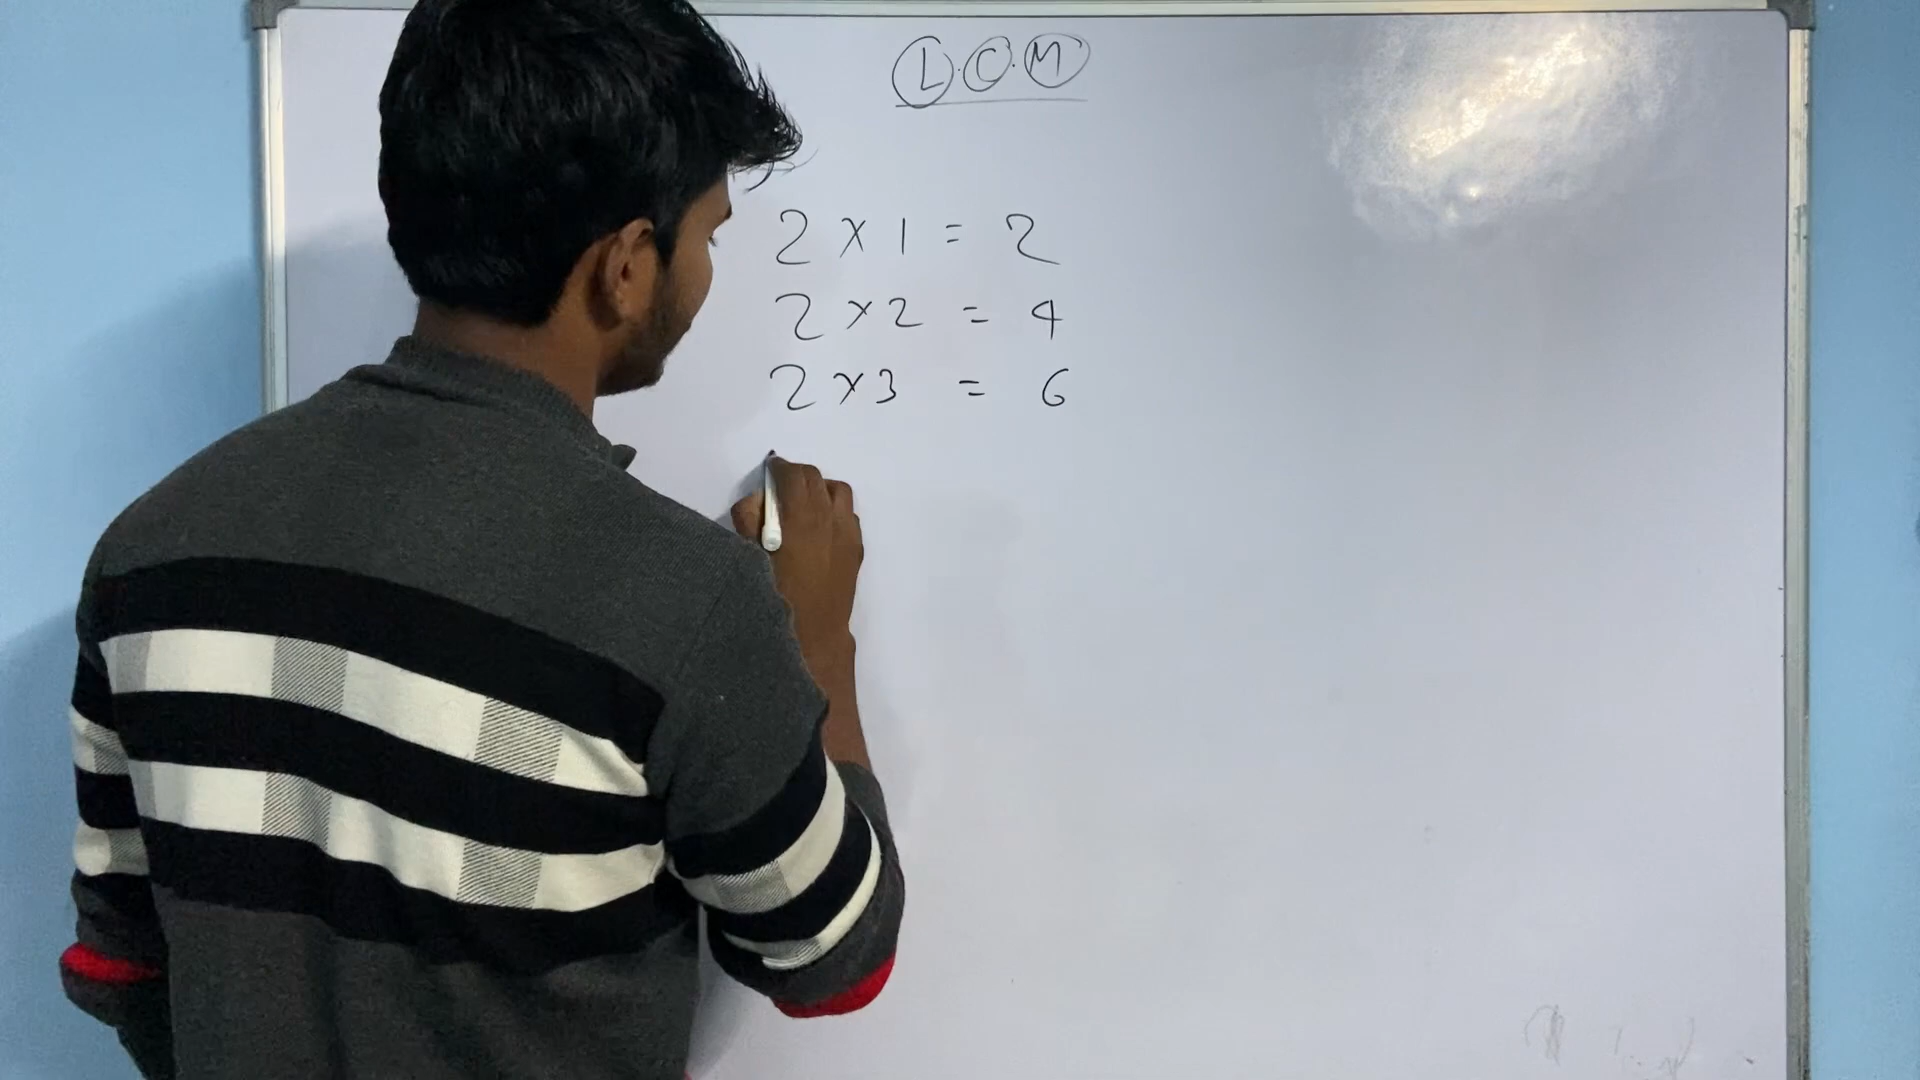 L.C.M
2 × 1 = 2
2 × 2 = 4
2 × 3 = 6